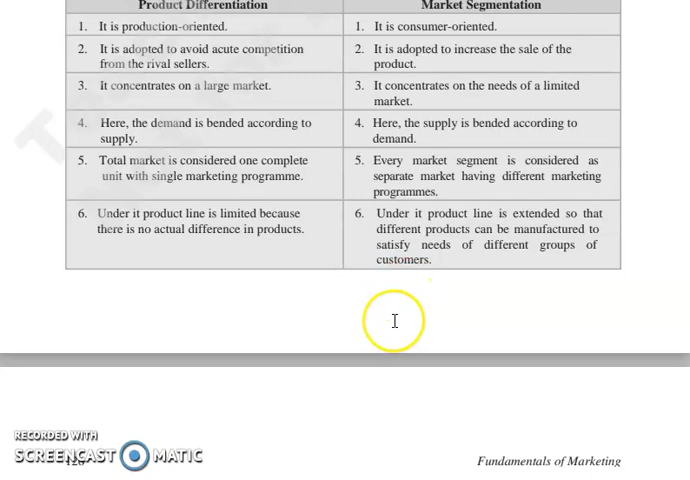 Product Differentiation
Market Segmentation
1. It is production-oriented.
1. It is consumer-oriented.
2. It is adopted to avoid acute competition
from the rival sellers.
2. It is adopted to increase the sale of the
product.
3. It concentrates on a large market.
3. It concentrates on the needs of a limited
market.
4. Here, the demand is bended according to
supply.
4. Here, the supply is bended according to
demand.
5. Total market is considered one complete
unit with single marketing programme.
5. Every market segment is considered as
separate market having different marketing
programmes.
6. Under it product line is limited because
there is no actual difference in products.
6. Under it product line is extended so that
different products can be manufactured to
satisfy needs of different groups of
customers.
RECORDED WITH
SCREENCAST MATIC
Fundamentals of Marketing